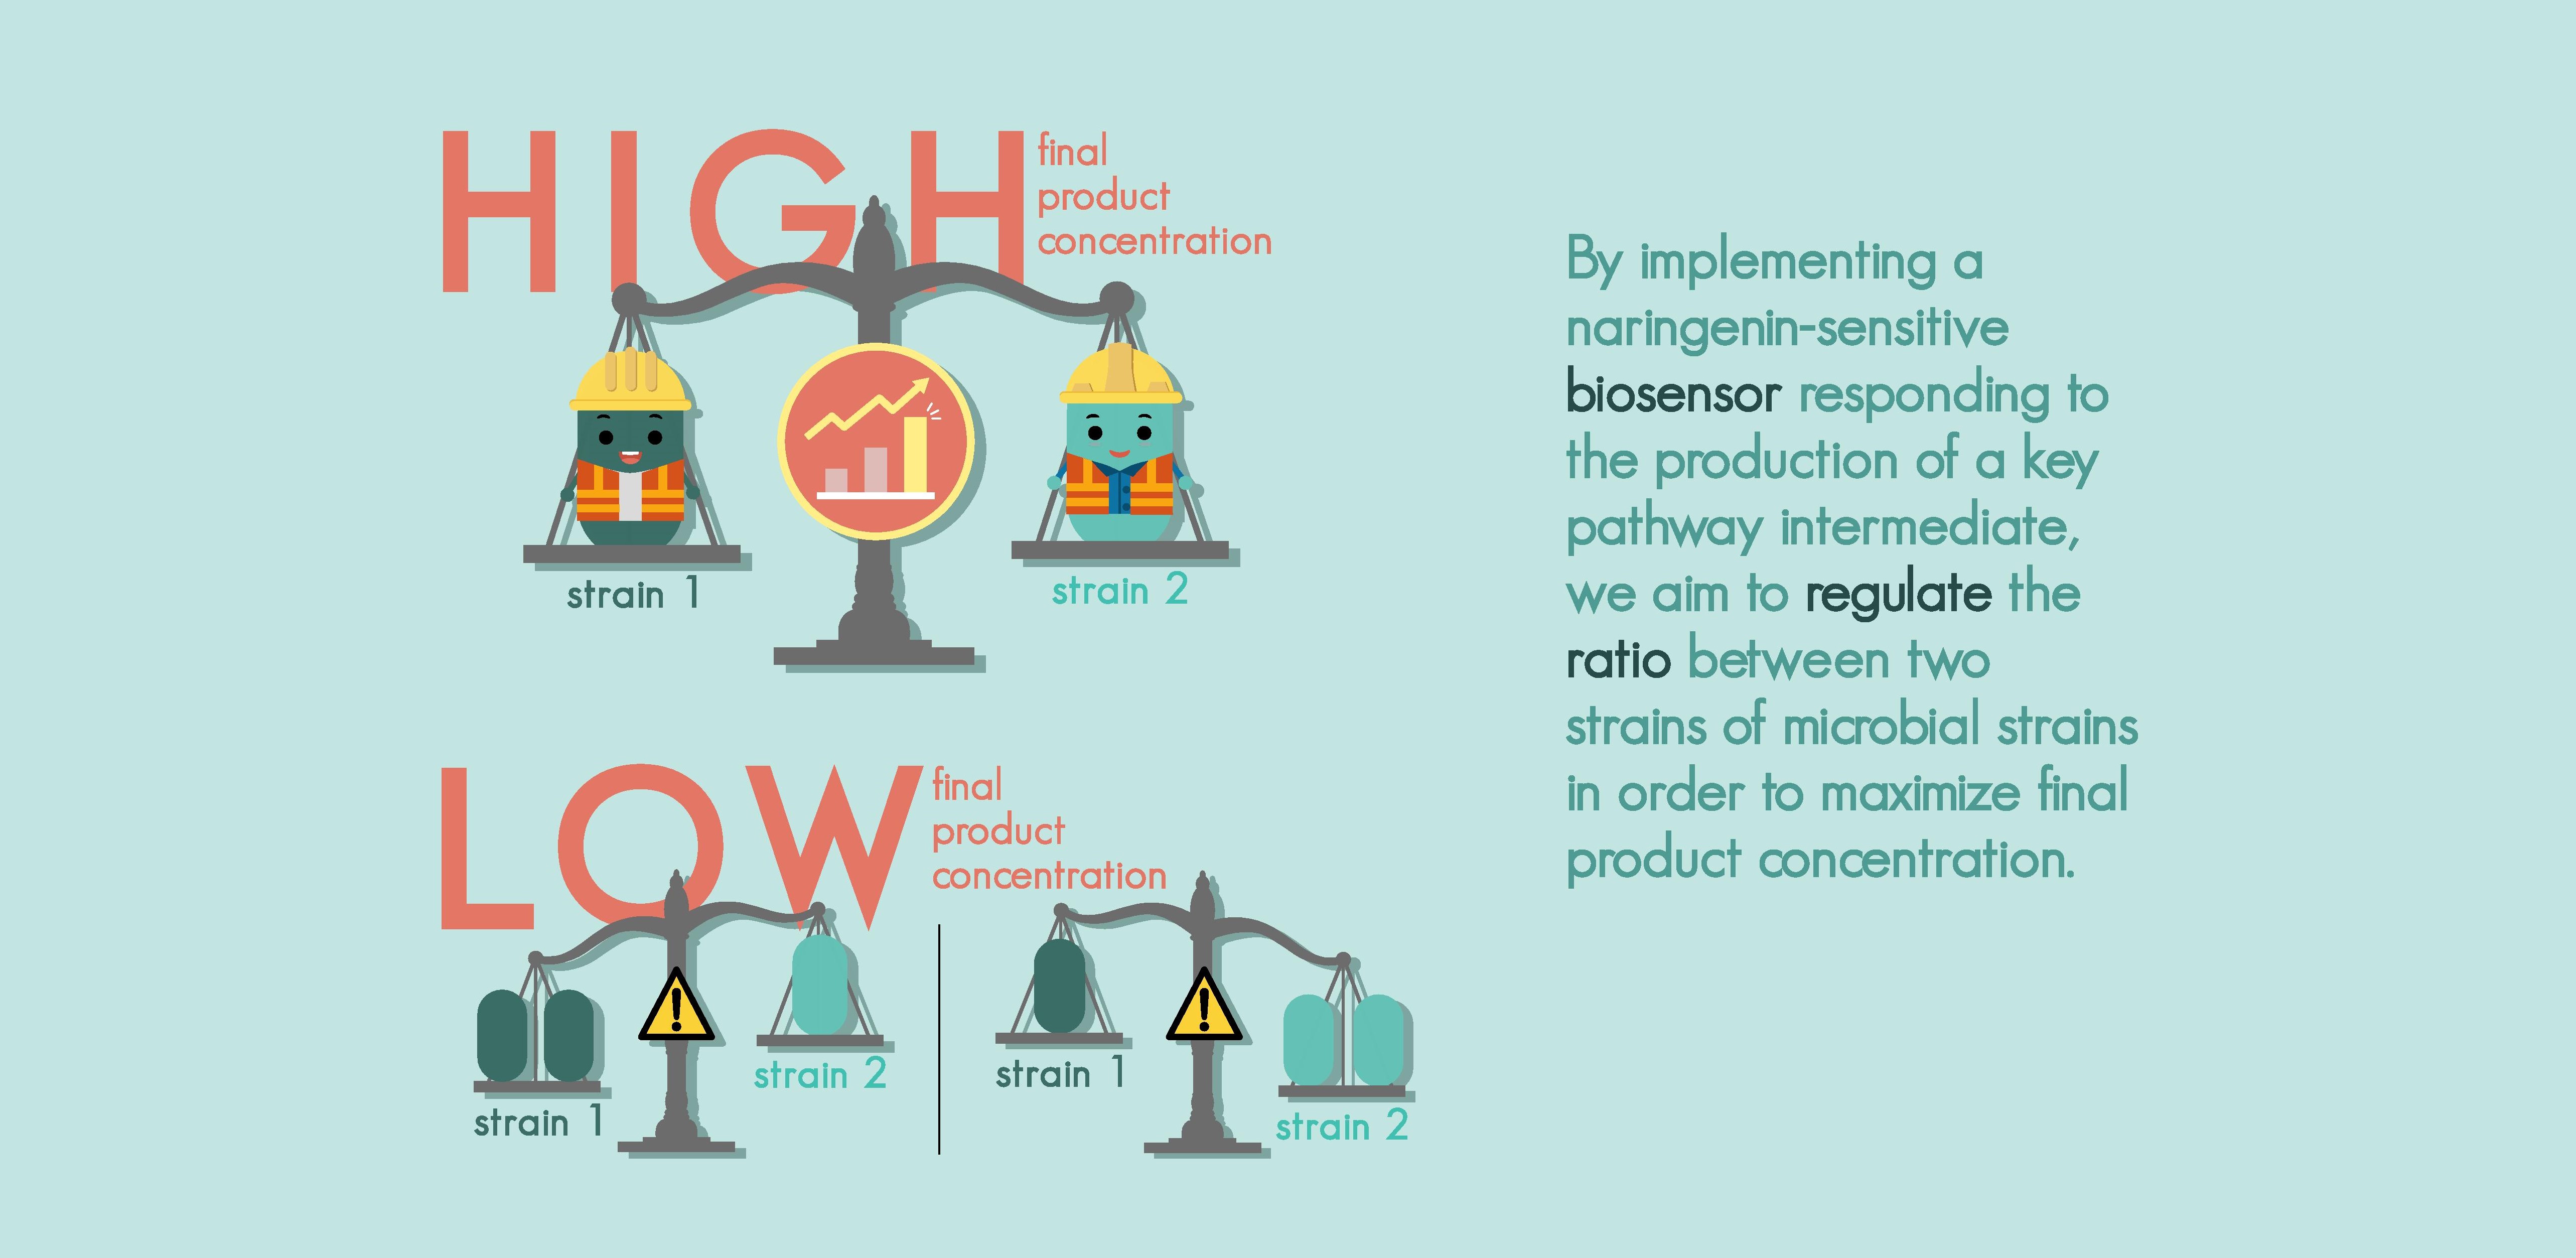 HIGH
final
product
concentration
strain 1
strain 2
LOW
final
product
concentration
strain 1
strain 2
strain 1
strain 2
By implementing a
naringenin-sensitive
biosensor responding to
the production of a key
pathway intermediate,
we aim to regulate the
ratio between two
strains of microbial strains
in order to maximize final
product concentration.